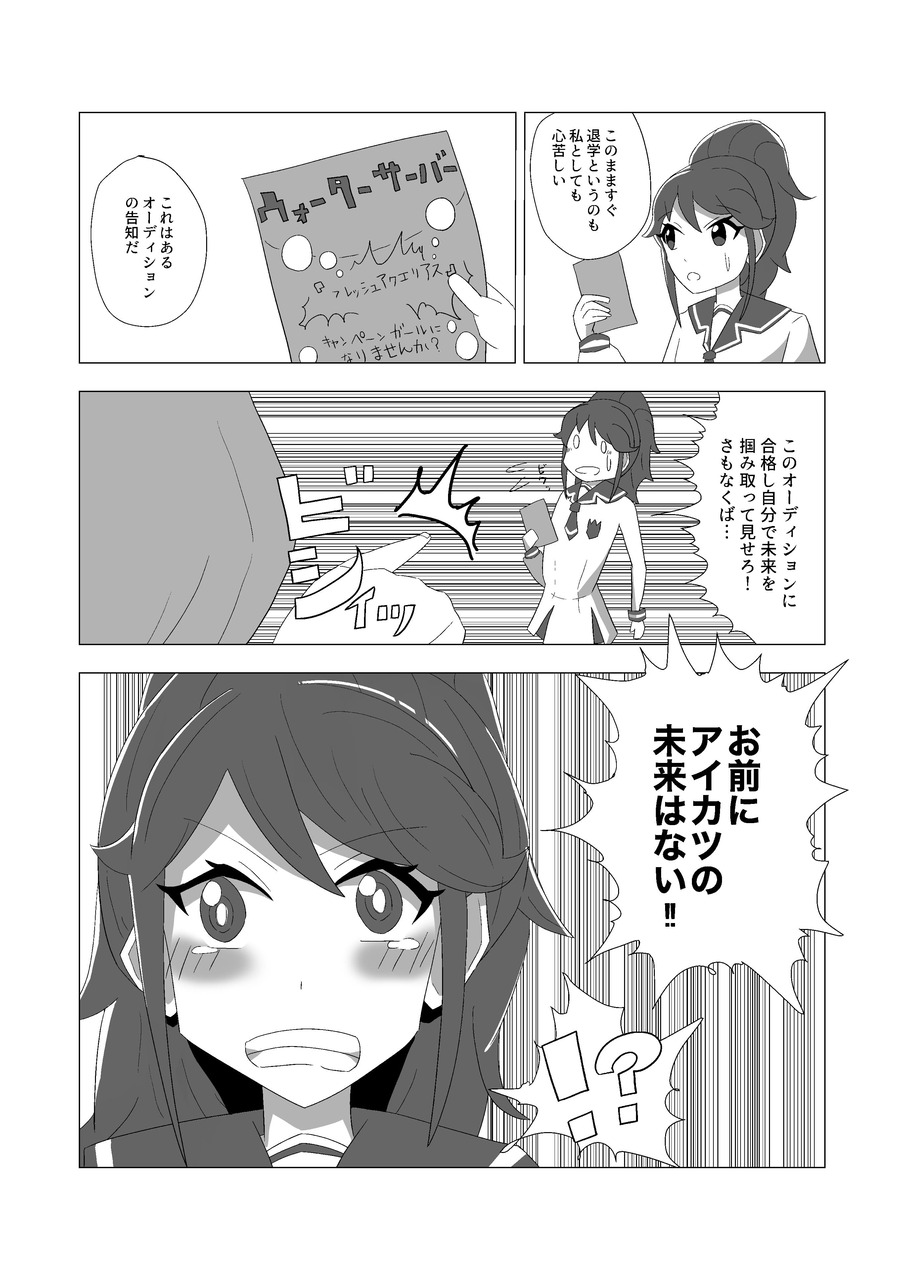 このまますぐ
退学というのも
私としても
心苦しい
ウォーターサーバー
『フレッシュアクエリアス』
キャンペーンガールに
なりませんか?
これはある
オーディション
の告知だ
このオーディションに
合格し自分で未来を
掴み取って見せろ!
さもなくば…
ビクッ
ビシィッ
お前に
アイカツの
未来はない!!
!?